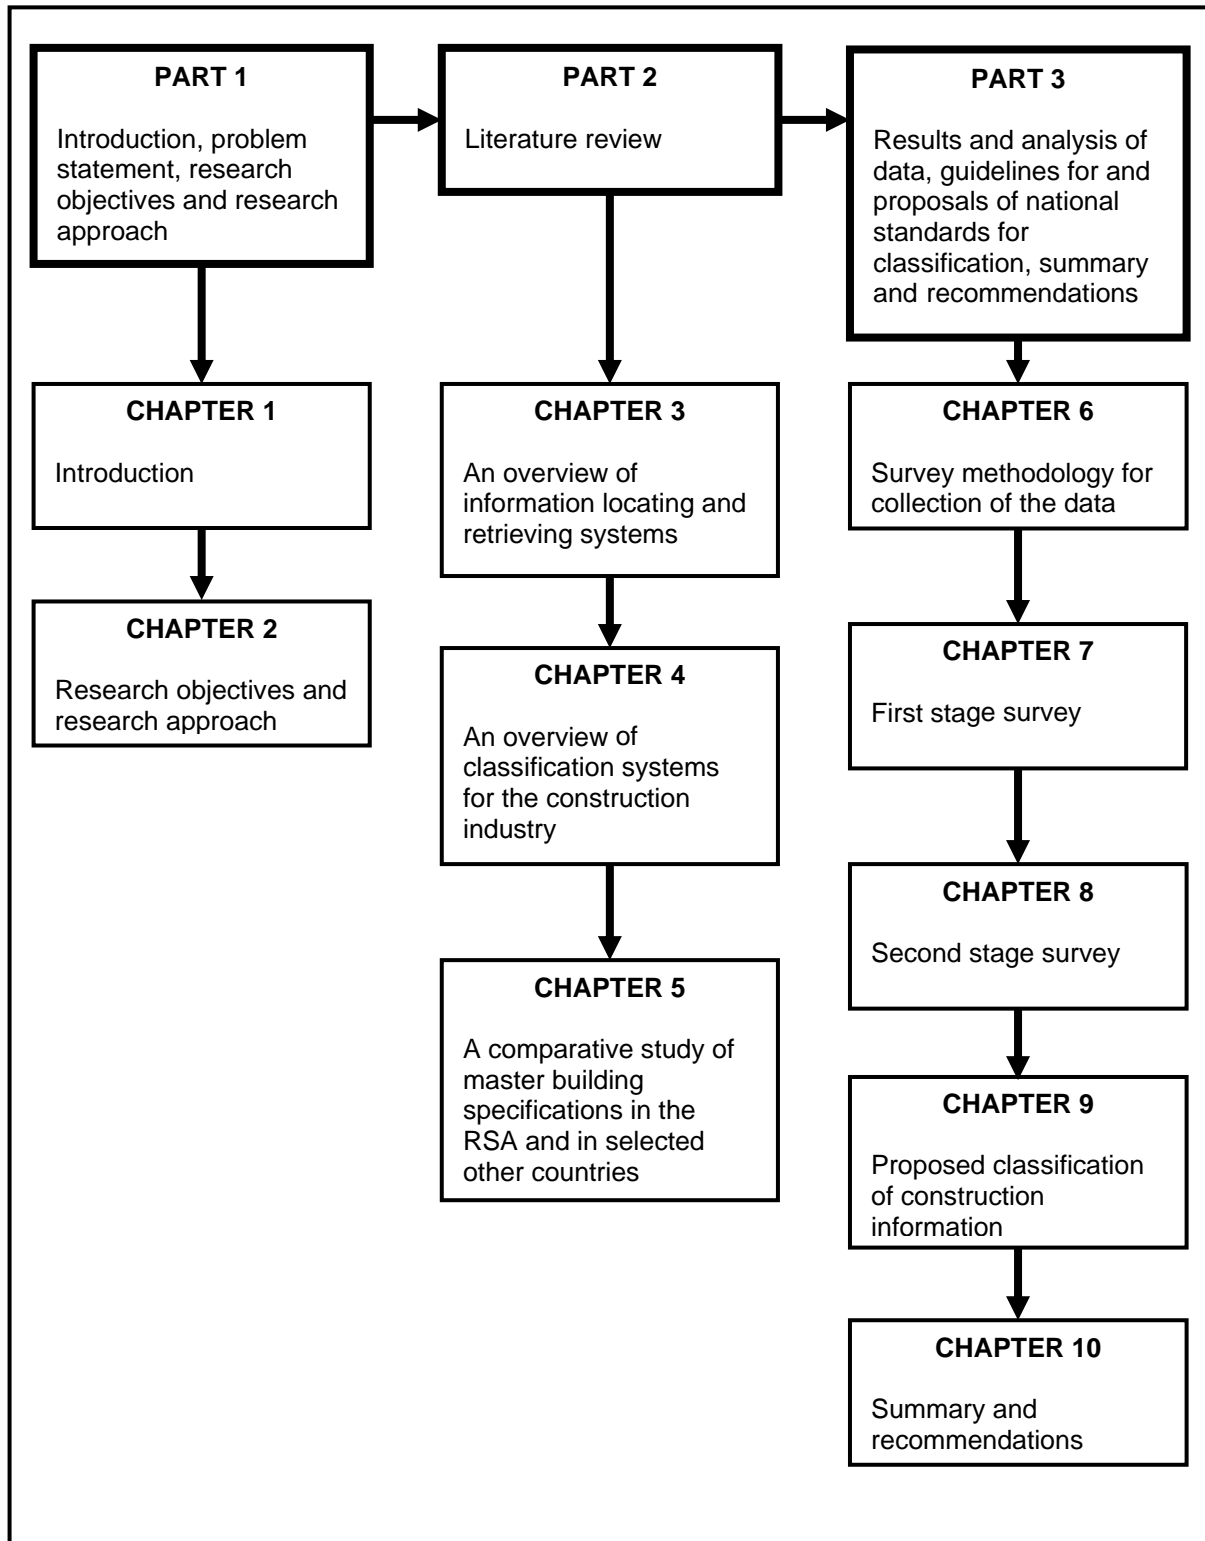 PART 1
Introduction, problem
statement, research
objectives and research
approach
CHAPTER 1
Introduction
CHAPTER 2
Research objectives and
research approach
PART 2
Literature review
CHAPTER 3
An overview of
information locating and
retrieving systems
CHAPTER 4
An overview of
classification systems
for the construction
industry
CHAPTER 5
A comparative study of
master building
specifications in the
RSA and in selected
other countries
PART 3
Results and analysis of
data, guidelines for and
proposals of national
standards for
classification, summary
and recommendations
CHAPTER 6
Survey methodology for
collection of the data
CHAPTER 7
First stage survey
CHAPTER 8
Second stage survey
CHAPTER 9
Proposed classification
of construction
information
CHAPTER 10
Summary and
recommendations